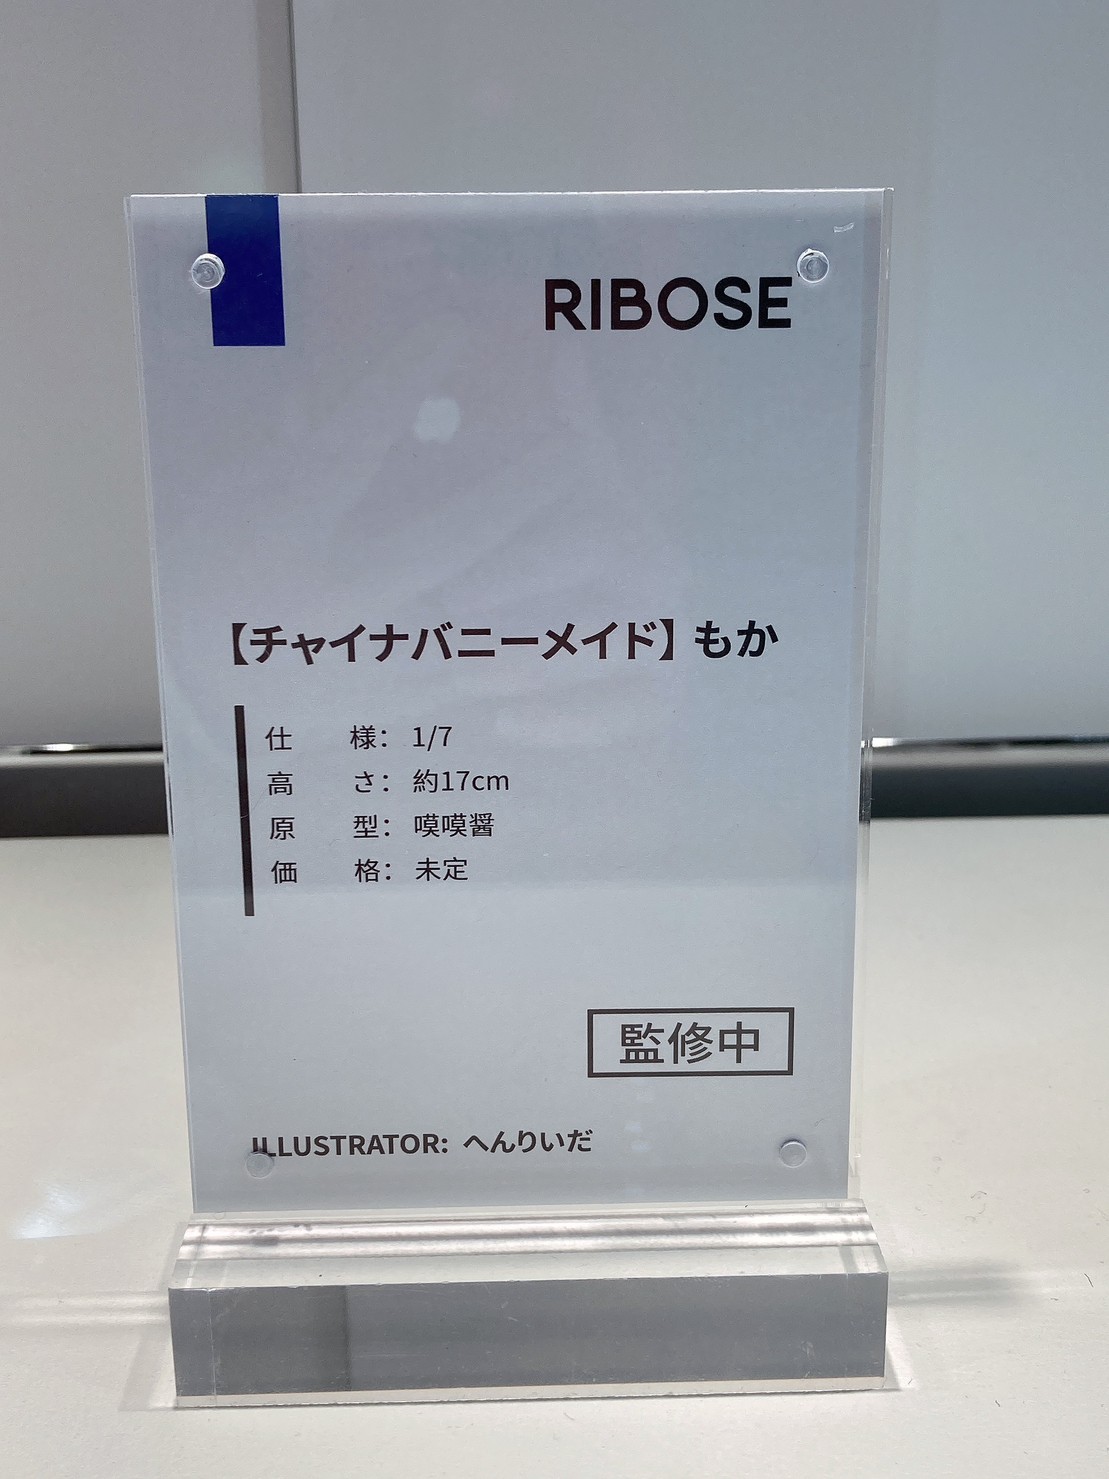 RIBOSE
【チャイナバニーメイド】もか
仕様：1/7
高さ：約17cm
原型：嗼嗼醤
価格：未定
監修中
ILLUSTRATOR: へんりいだ